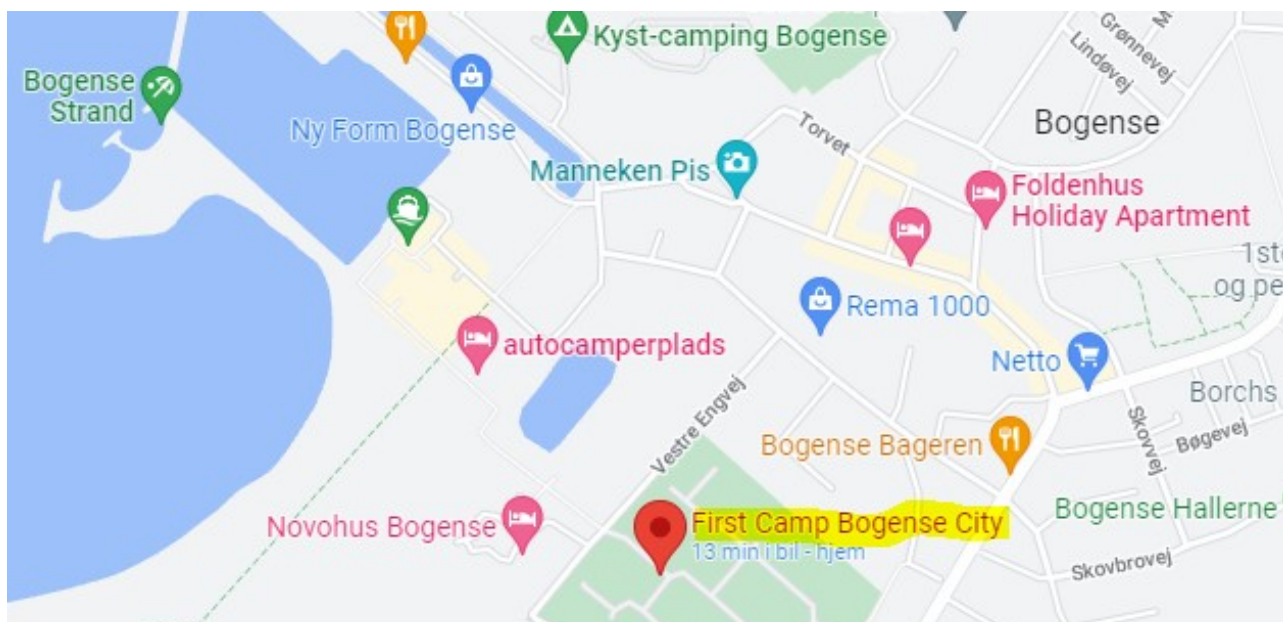 Kyst-camping Bogense
Grønnevej
Lindøvej
Bogense
Strand
Ny Form Bogense
Torvet
Bogense
Manneken Pis
Foldenhus
Holiday Apartment
og pe
Rema 1000
autocamperplads
Netto
Borchs
Vestre Engvej
Skovvej
Bøgevej
Bogense Bageren
First Camp Bogense City
13 min i bil - hjem
Novohus Bogense
Bogense Hallerne
Skovbrovej